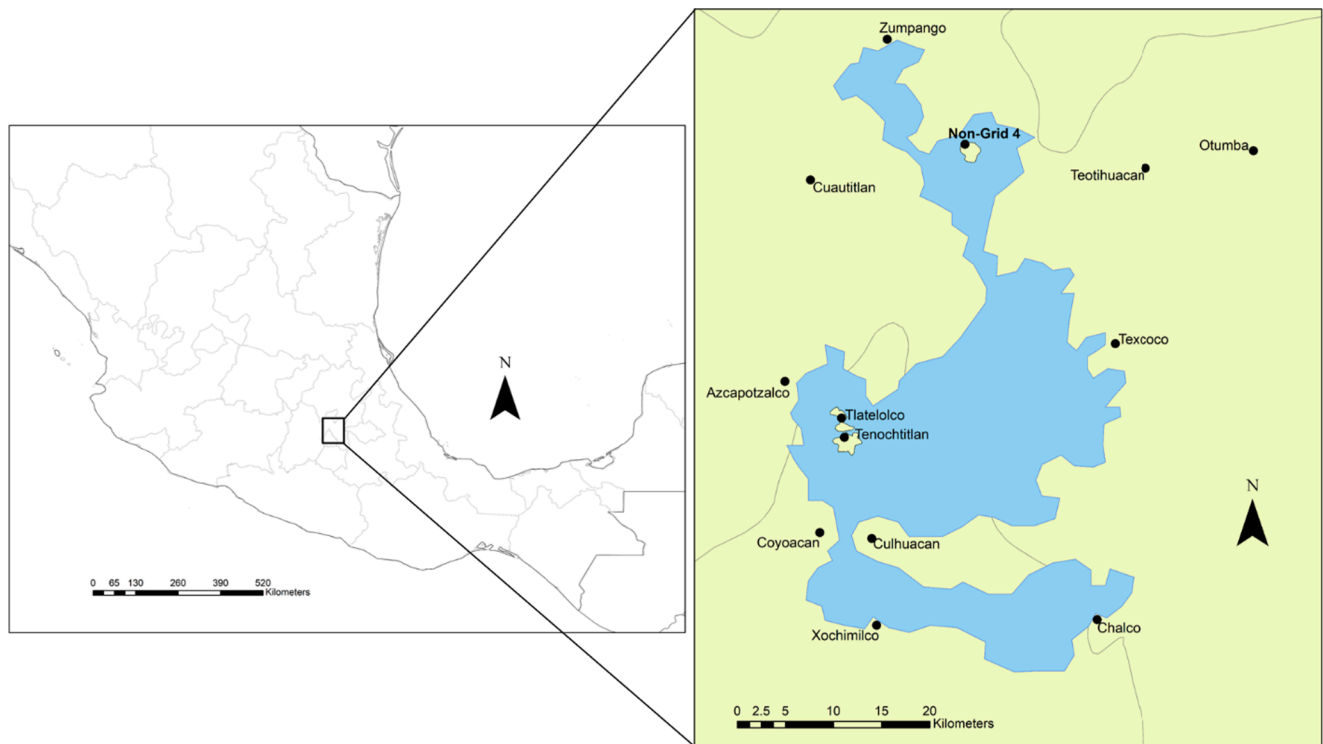 N
0 65 130 260 390 520
Kilometers
Zumpango
Non-Grid 4
Otumba
Teotihuacan
Cuautitlan
Texcoco
Azcapotzalco
Tlatelolco
Tenochtitlan
N
Coyoacan
Culhuacan
Xochimilco
Chalco
0 2.5 5 10 15 20
Kilometers